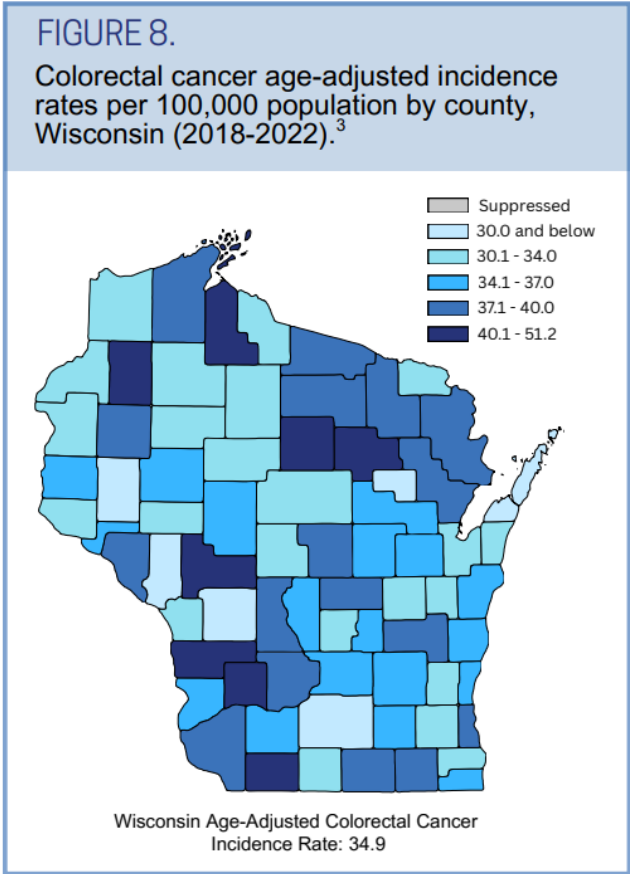 FIGURE 8.
Colorectal cancer age-adjusted incidence
rates per 100,000 population by county,
Wisconsin (2018-2022).³
Suppressed
30.0 and below
30.1 - 34.0
34.1 - 37.0
37.1 - 40.0
40.1 - 51.2
Wisconsin Age-Adjusted Colorectal Cancer
Incidence Rate: 34.9